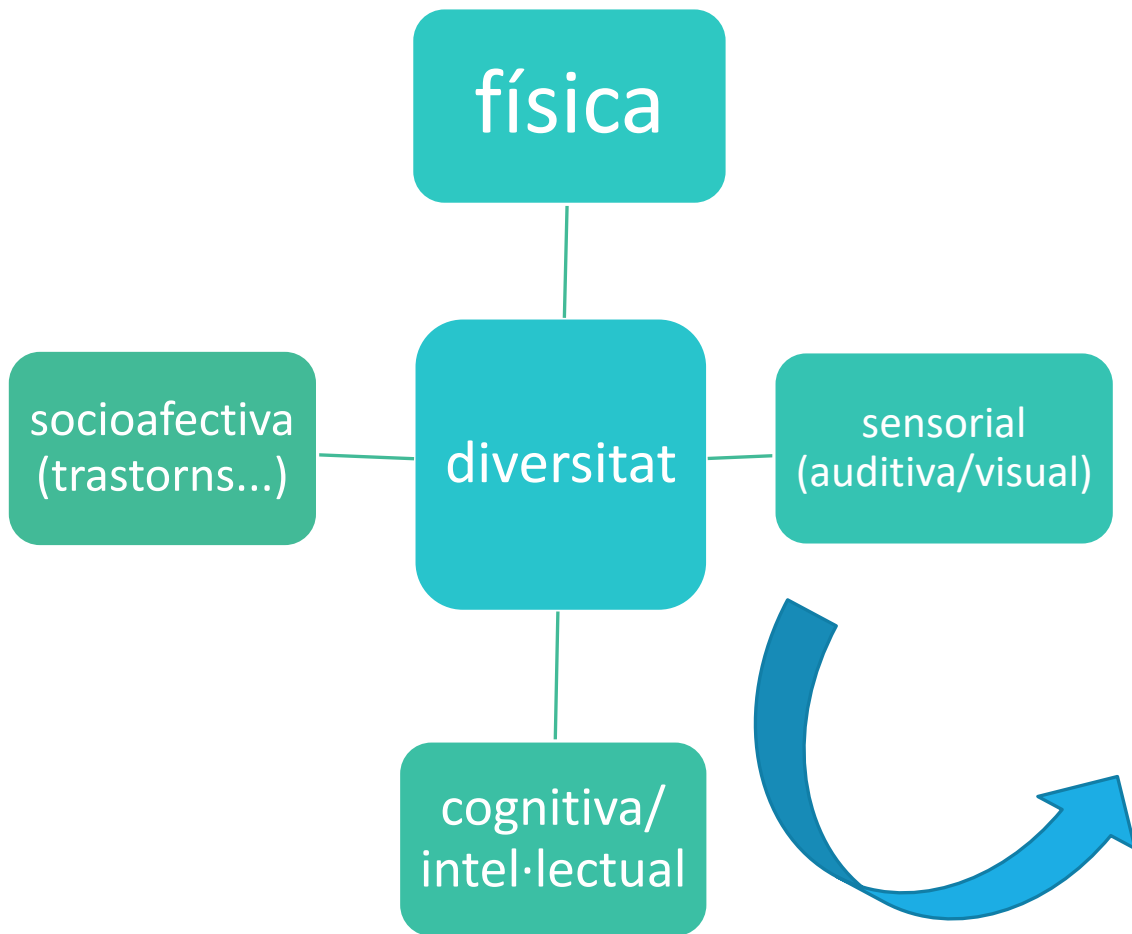 física
socioafectiva
(trastorns...)
diversitat
sensorial
(auditiva/visual)
cognitiva/
intel·lectual